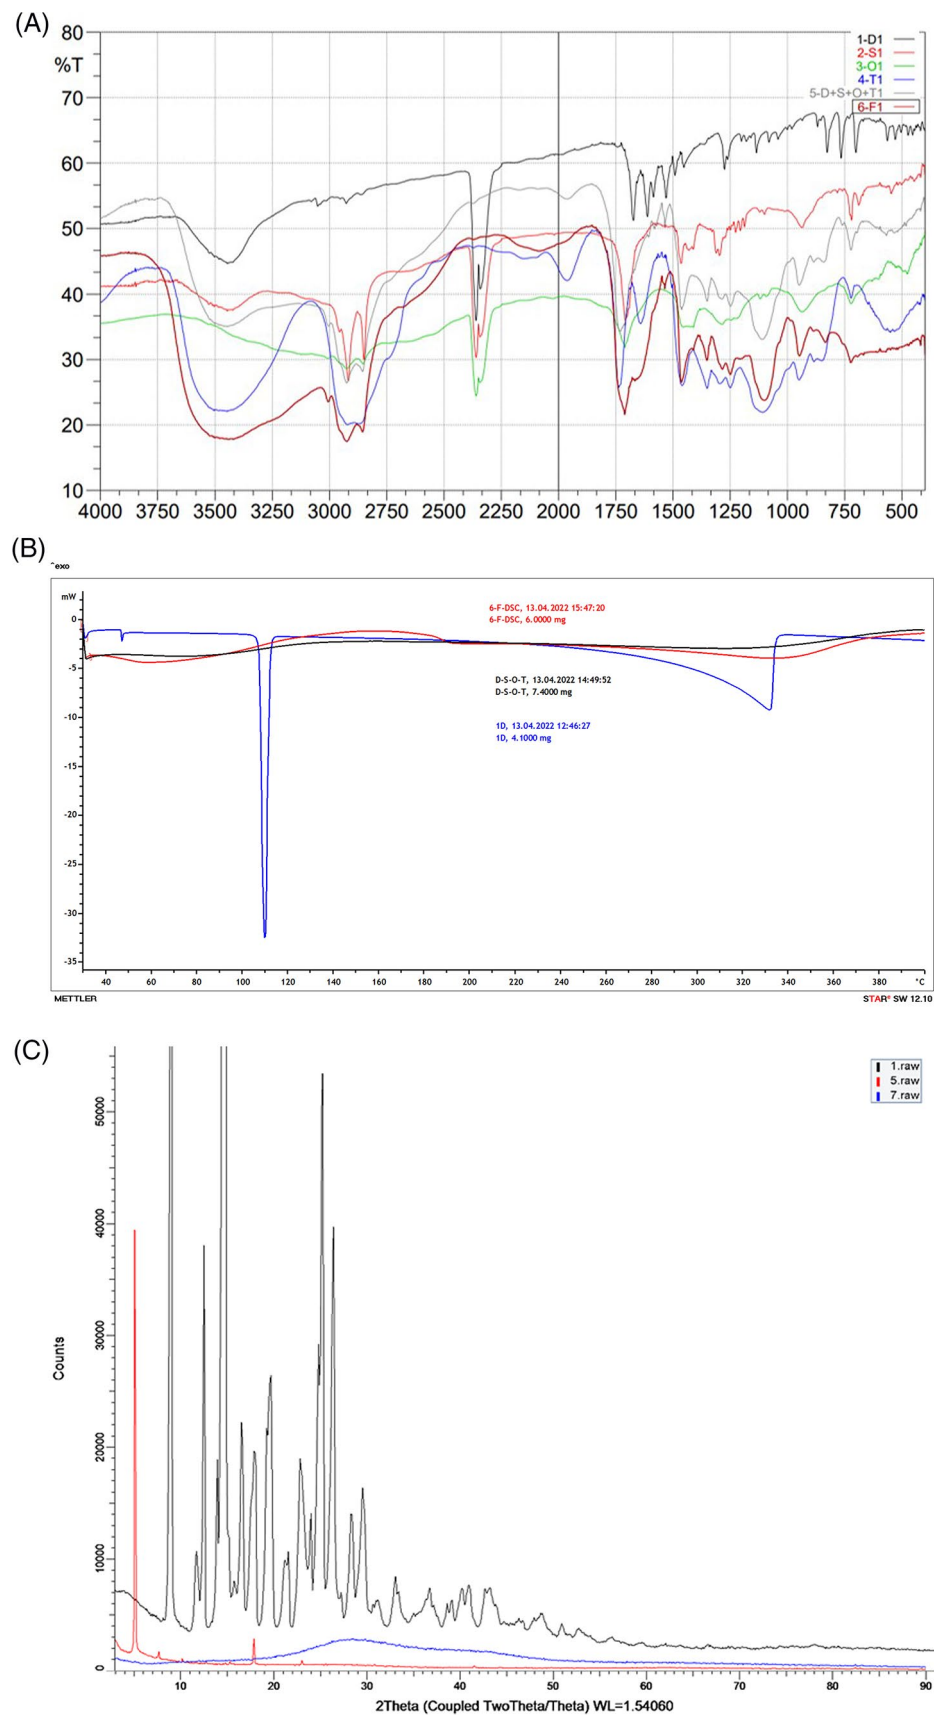 (A)
80
%T
70
60
50
40
30
20
10
1-D1
2-S1
3-O1
4-T1
5-D+S+O+T1
6-F1
4000 3750 3500 3250 3000 2750 2500 2250 2000 1750 1500 1250 1000 750 500
(B)
^exo
mW
0
-5
-10
-15
-20
-25
-30
-35
6-F-DSC, 13.04.2022 15:47:20
6-F-DSC, 6.0000 mg
D-S-O-T, 13.04.2022 14:49:52
D-S-O-T, 7.4000 mg
1D, 13.04.2022 12:46:27
1D, 4.1000 mg
40 60 80 100 120 140 160 180 200 220 240 260 280 300 320 340 360 380 °C
METTLER STARe SW 12.10
(C)
1.raw
5.raw
7.raw
Counts
50000
40000
30000
20000
10000
0
10 20 30 40 50 60 70 80 90
2Theta (Coupled TwoTheta/Theta) WL=1.54060